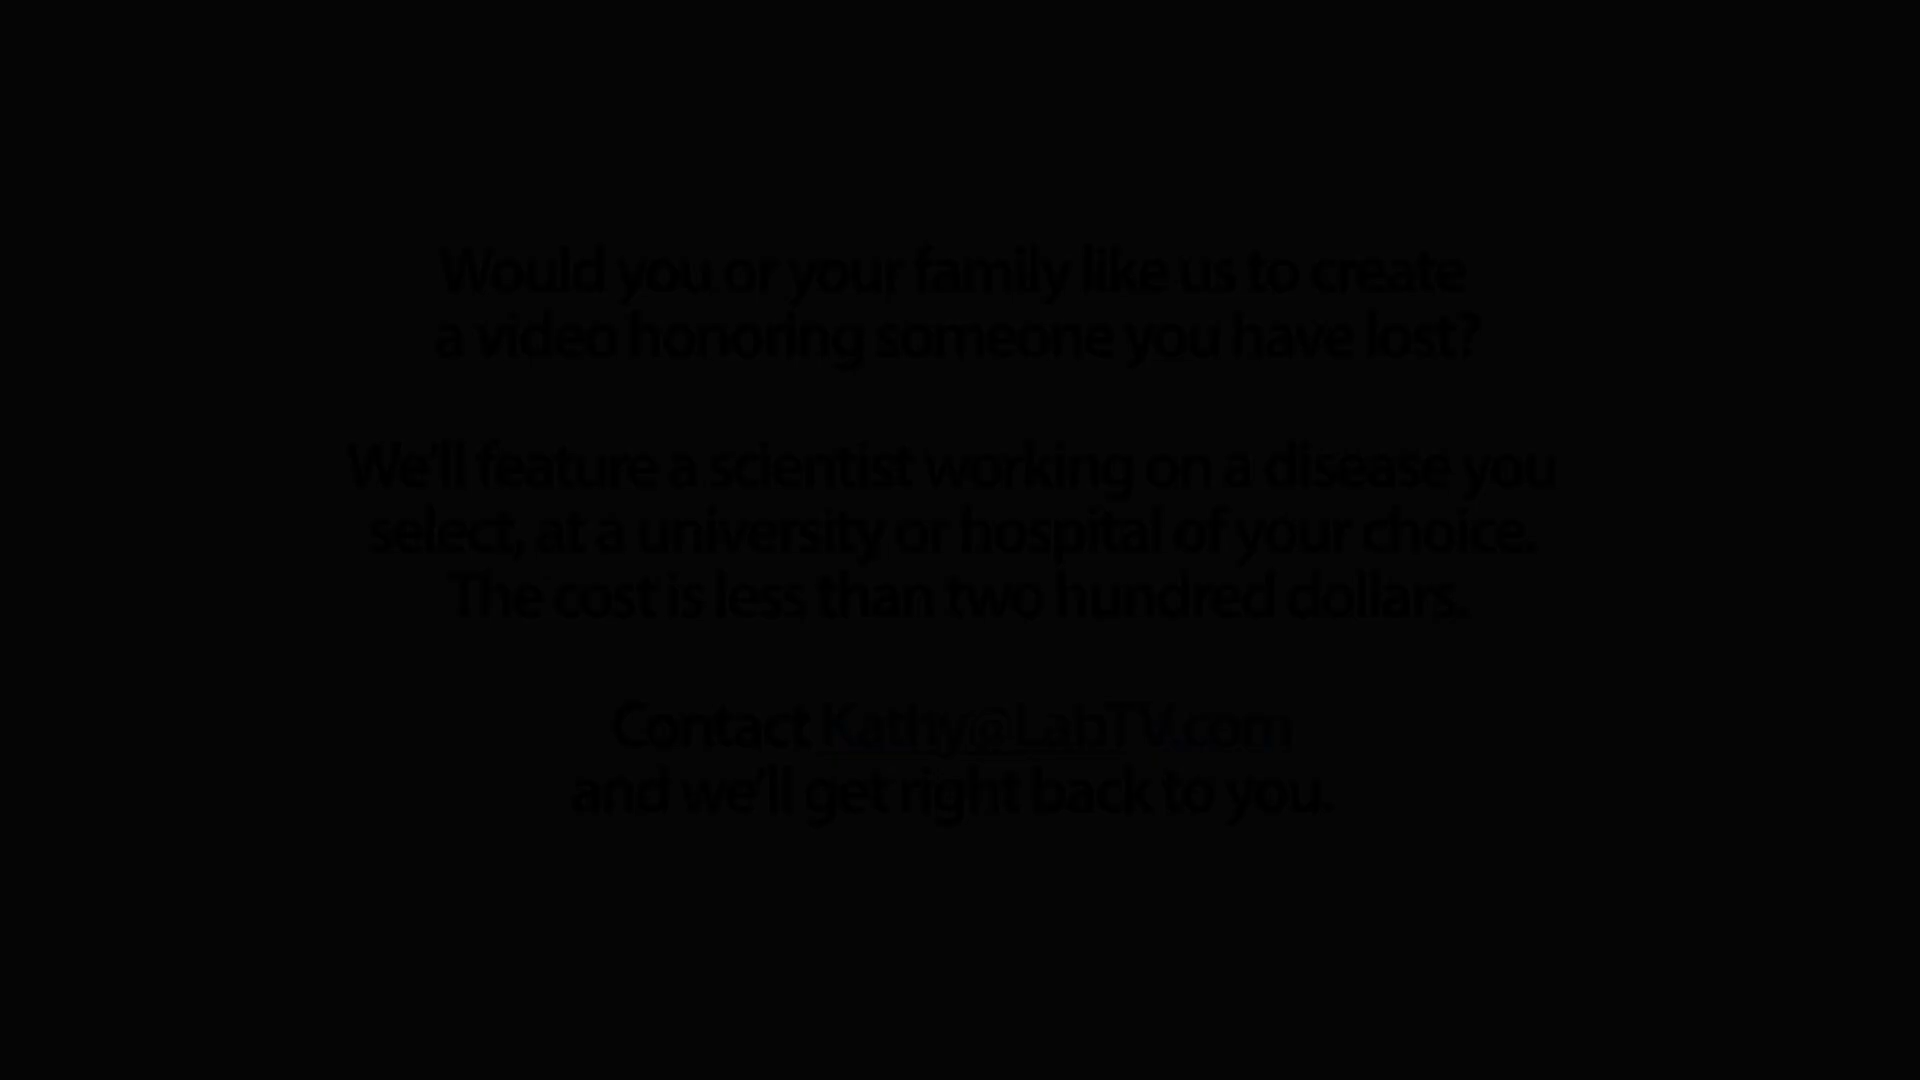 Would you or your family like us to create
a video honoring someone you have lost?
We'll feature a scientist working on a disease you
select, at a university or hospital of your choice.
The cost is less than two hundred dollars.
Contact Kathy@LabTV.com
and we'll get right back to you.